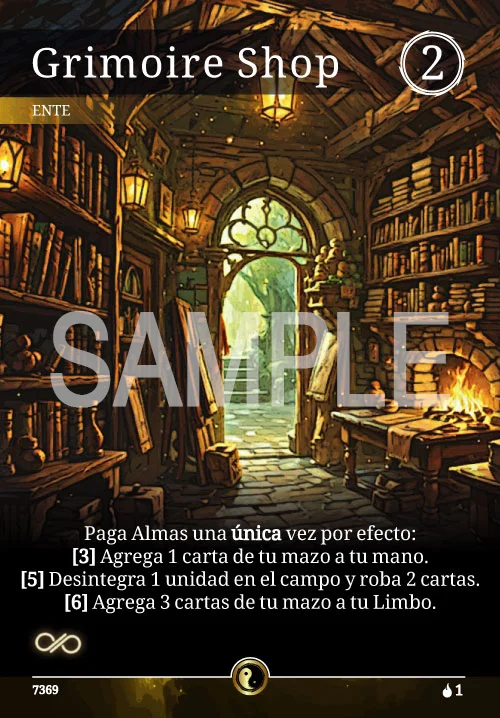 Grimoire Shop
2
ENTE
SAMPLE
Paga Almas una única vez por efecto:
[3] Agrega 1 carta de tu mazo a tu mano.
[5] Desintegra 1 unidad en el campo y roba 2 cartas.
[6] Agrega 3 cartas de tu mazo a tu Limbo.
7369
1